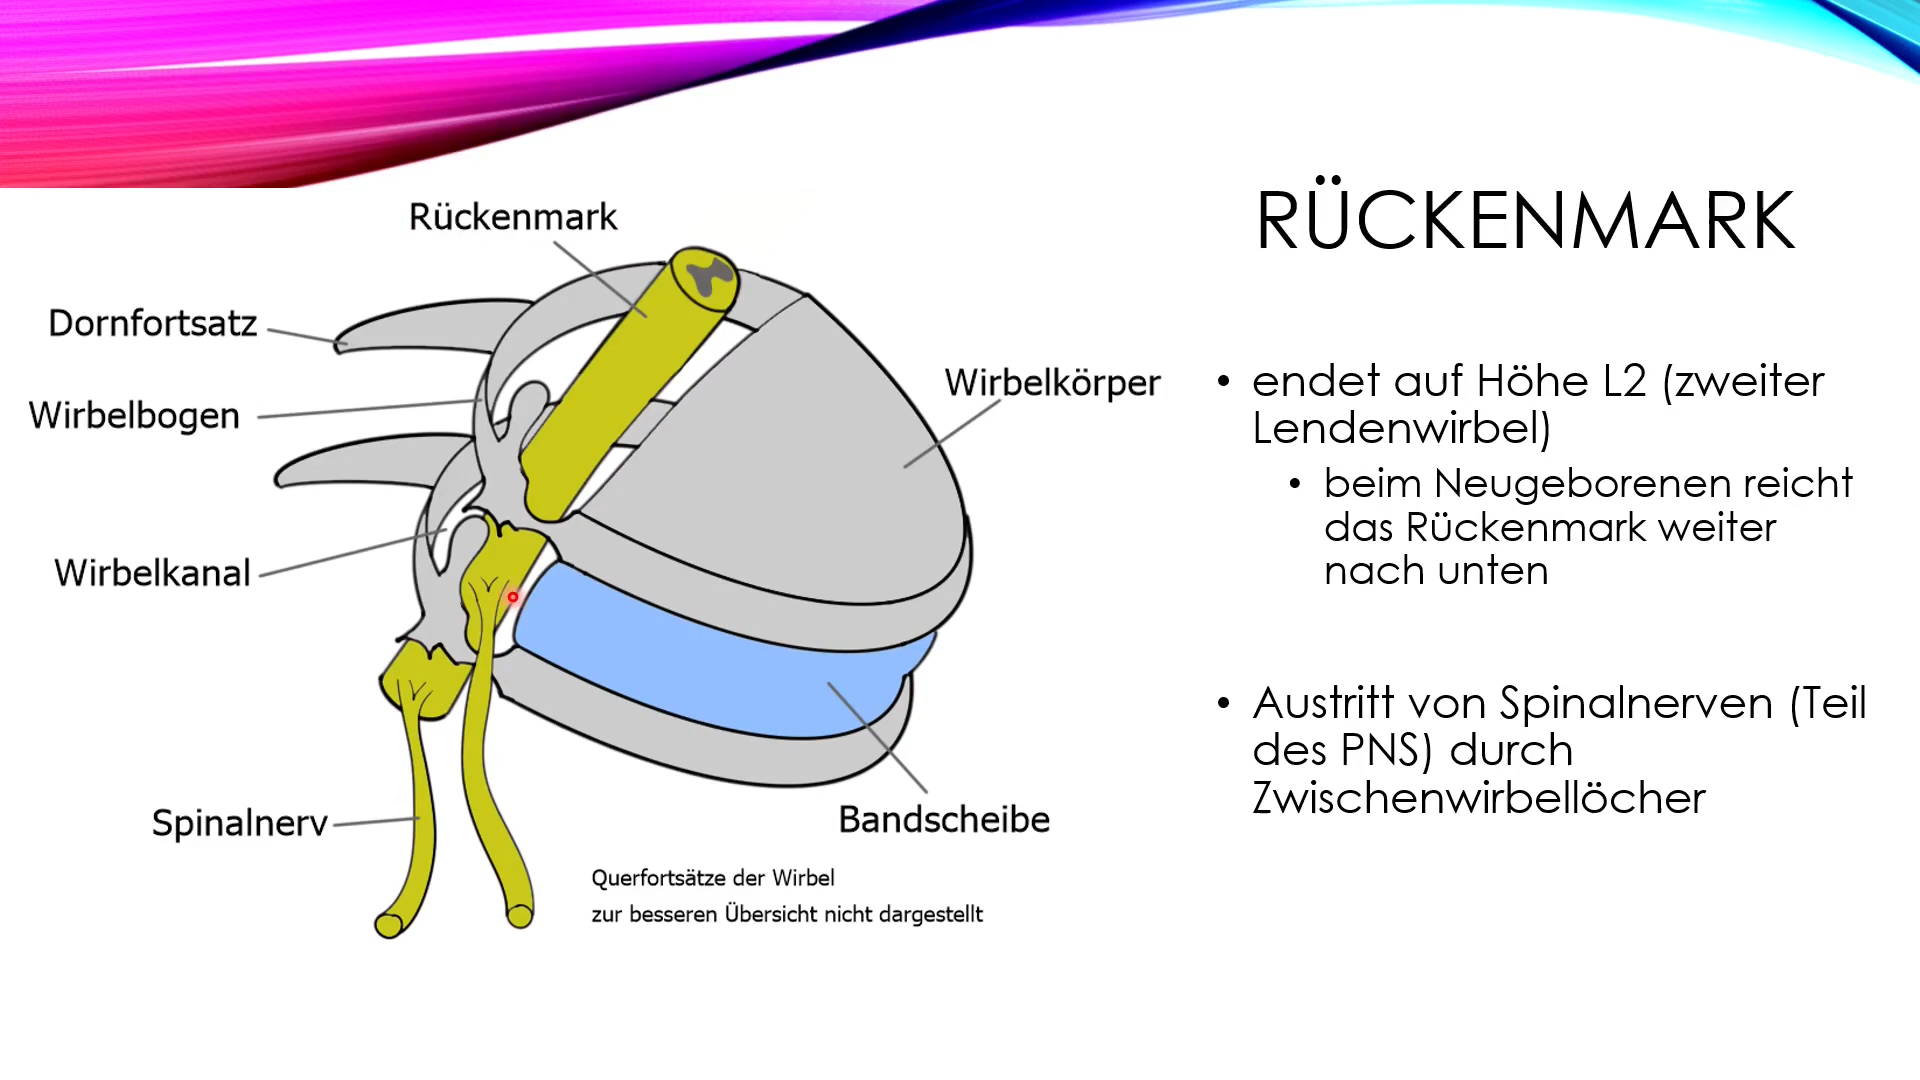 RÜCKENMARK
Rückenmark
Dornfortsatz
Wirbelbogen
Wirbelkörper
Wirbelkanal
Spinalnerv
Bandscheibe
Querfortsätze der Wirbel
zur besseren Übersicht nicht dargestellt
• endet auf Höhe L2 (zweiter
Lendenwirbel)
• beim Neugeborenen reicht
das Rückenmark weiter
nach unten
• Austritt von Spinalnerven (Teil
des PNS) durch
Zwischenwirbellöcher